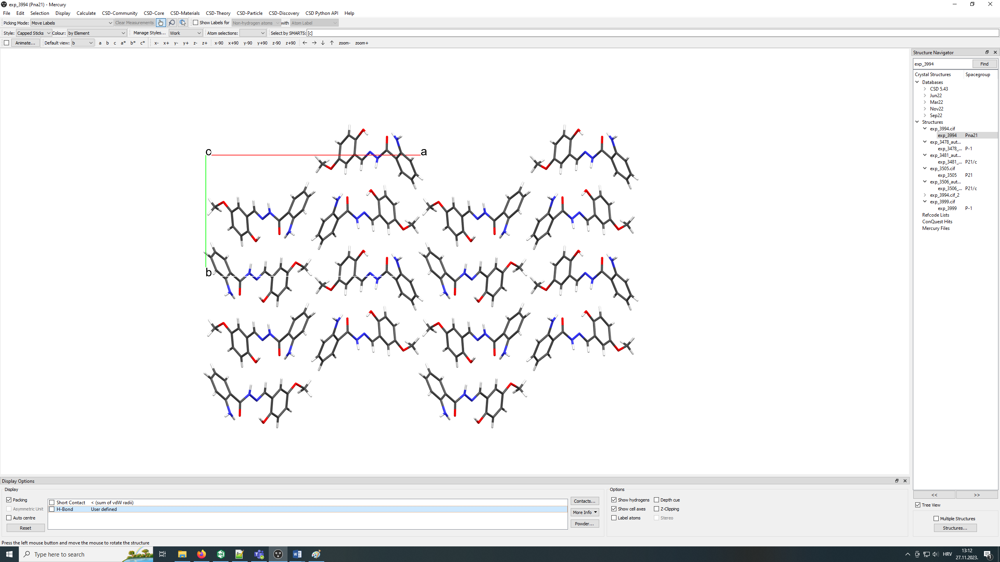 exp_3994 (Pna21) - Mercury
File Edit Selection Display Calculate CSD-Community CSD-Core CSD-Materials CSD-Theory CSD-Particle CSD-Discovery CSD Python API Help
Picking Mode: Move Labels Clear Measurements Show Labels for Non-hydrogen atoms with Atom Label
Style: Capped Sticks Colour: by Element Manage Styles... Work Atom selections: Select by SMARTS: [c]
Animate... Default view: b a b c a* b* c* x- x+ y- y+ z- z+ x-90 x+90 y-90 y+90 z-90 z+90 ← → ↓ ↑ zoom- zoom+
c a
b
Structure Navigator
exp_3994 Find
Crystal Structures Spacegroup
Databases
CSD 5.43
Jun22
Mar22
Nov22
Sep22
Structures
exp_3994.cif
exp_3994 Pna21
exp_3478_aut...
exp_3478_... P-1
exp_3481_aut...
exp_3481_... P21/c
exp_3505.cif
exp_3505 P21
exp_3506_aut...
exp_3506_... P21/c
exp_3994.cif_2
exp_3999.cif
exp_3999 P-1
Refcode Lists
ConQuest Hits
Mercury Files
<< >>
Tree View
Multiple Structures
Structures...
Display Options
Display
Packing
Asymmetric Unit
Auto centre
Reset
Short Contact < (sum of vdW radii)
H-Bond User defined
Contacts...
More Info
Powder...
Options
Show hydrogens Depth cue
Show cell axes Z-Clipping
Label atoms Stereo
Press the left mouse button and move the mouse to rotate the structure
Type here to search
HRV
13:12
27.11.2023.
1